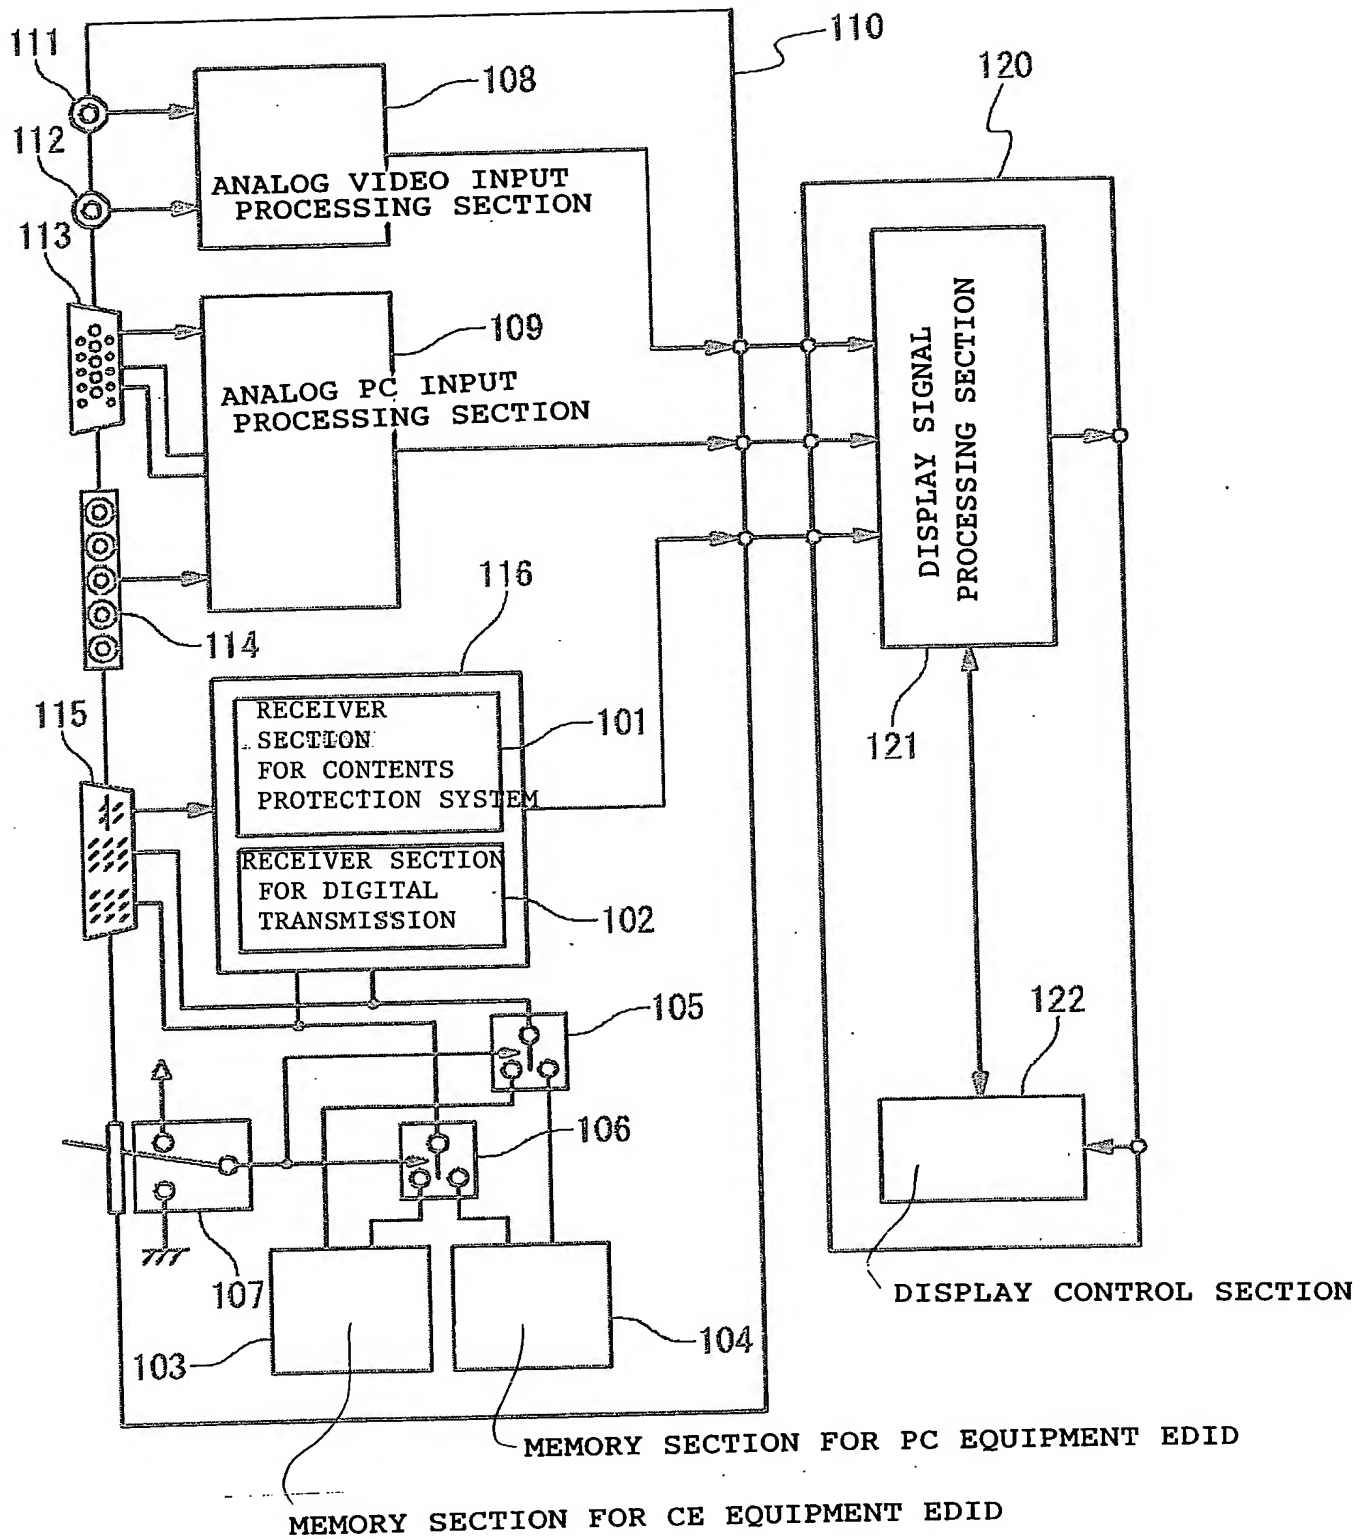 111
110
120
108
112
ANALOG VIDEO INPUT
PROCESSING SECTION
113
109
ANALOG PC INPUT
PROCESSING SECTION
DISPLAY SIGNAL
PROCESSING SECTION
116
114
115
RECEIVER
SECTION
FOR CONTENTS
PROTECTION SYSTEM
101
121
RECEIVER SECTION
FOR DIGITAL
TRANSMISSION
102
105
122
106
107
DISPLAY CONTROL SECTION
103
104
MEMORY SECTION FOR PC EQUIPMENT EDID
MEMORY SECTION FOR CE EQUIPMENT EDID